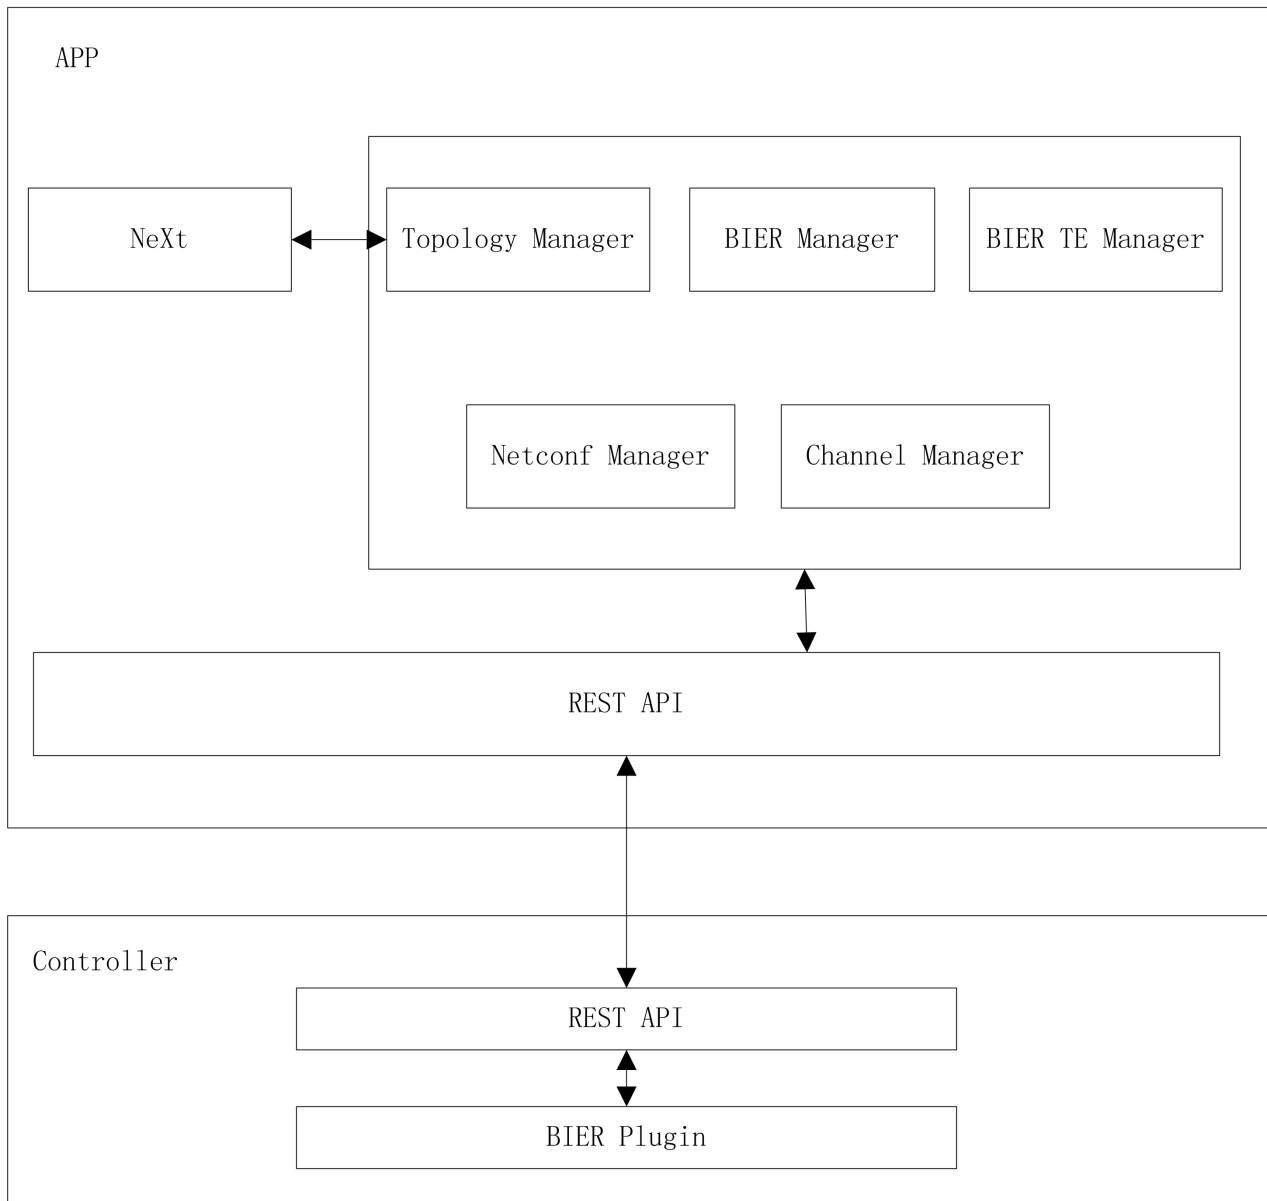 APP
NeXt
Topology Manager
BIER Manager
BIER TE Manager
Netconf Manager
Channel Manager
REST API
Controller
REST API
BIER Plugin